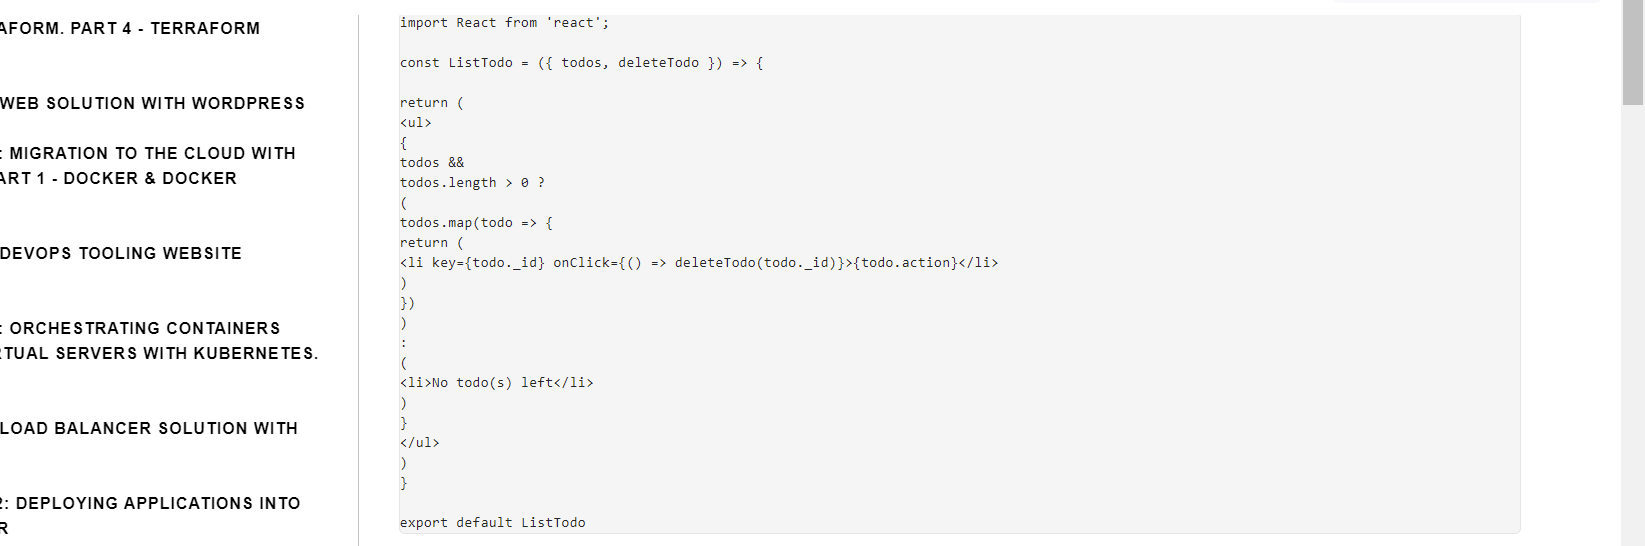 AFORM. PART 4 - TERRAFORM
WEB SOLUTION WITH WORDPRESS
: MIGRATION TO THE CLOUD WITH
ART 1 - DOCKER & DOCKER
DEVOPS TOOLING WEBSITE
: ORCHESTRATING CONTAINERS
RTUAL SERVERS WITH KUBERNETES.
LOAD BALANCER SOLUTION WITH
2: DEPLOYING APPLICATIONS INTO
R
import React from 'react';
const ListTodo = ({ todos, deleteTodo }) => {
return (
<ul>
{
todos &&
todos.length > 0 ?
(
todos.map(todo => {
return (
<li key={todo._id} onClick={() => deleteTodo(todo._id)}>{todo.action}</li>
)
})
)
:
(
<li>No todo(s) left</li>
)
}
</ul>
)
}
export default ListTodo